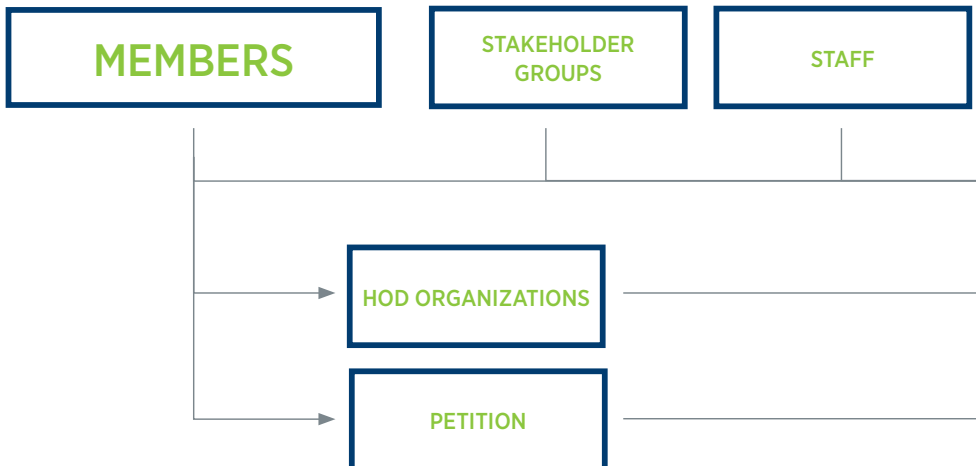 MEMBERS
STAKEHOLDER
GROUPS
STAFF
HOD ORGANIZATIONS
PETITION